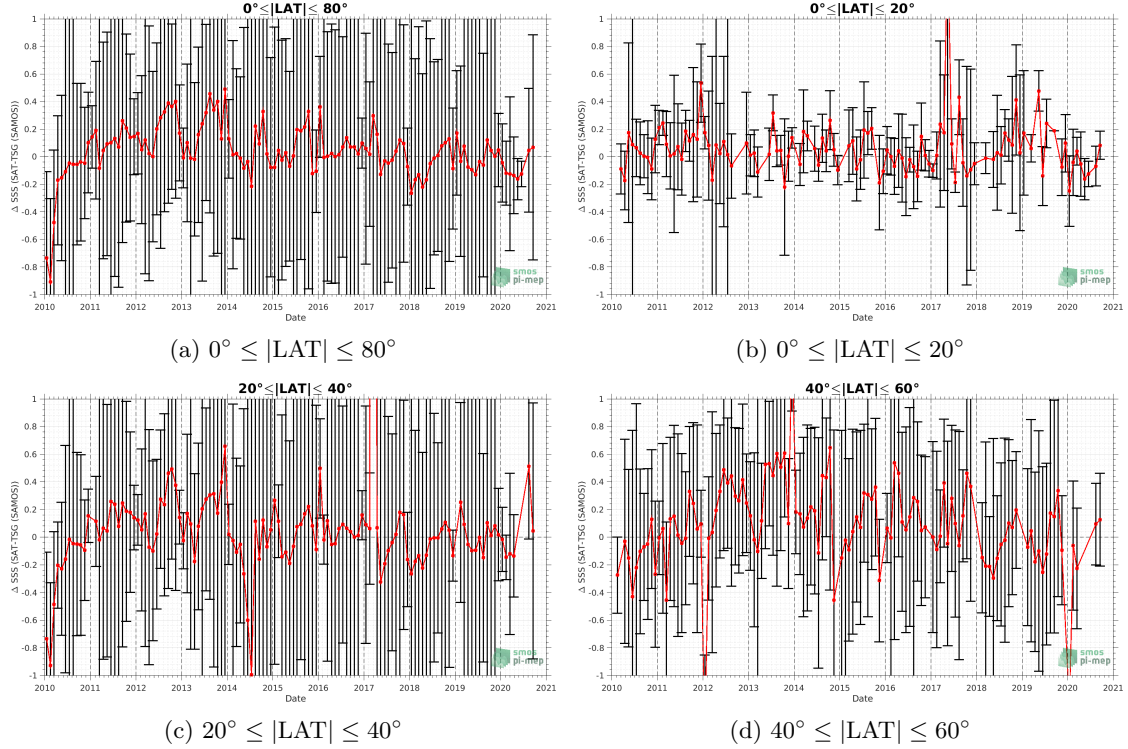 0°≤|LAT|≤ 80°
Δ SSS (SAT-TSG (SAMOS))
1
0.8
0.6
0.4
0.2
0
-0.2
-0.4
-0.6
-0.8
-1
2010 2011 2012 2013 2014 2015 2016 2017 2018 2019 2020 2021
Date
smos
pi-mep
(a) 0° ≤ |LAT| ≤ 80°
0°≤|LAT|≤ 20°
Δ SSS (SAT-TSG (SAMOS))
1
0.8
0.6
0.4
0.2
0
-0.2
-0.4
-0.6
-0.8
-1
2010 2011 2012 2013 2014 2015 2016 2017 2018 2019 2020 2021
Date
smos
pi-mep
(b) 0° ≤ |LAT| ≤ 20°
20°≤|LAT|≤ 40°
Δ SSS (SAT-TSG (SAMOS))
1
0.8
0.6
0.4
0.2
0
-0.2
-0.4
-0.6
-0.8
-1
2010 2011 2012 2013 2014 2015 2016 2017 2018 2019 2020 2021
Date
smos
pi-mep
(c) 20° ≤ |LAT| ≤ 40°
40°≤|LAT|≤ 60°
Δ SSS (SAT-TSG (SAMOS))
1
0.8
0.6
0.4
0.2
0
-0.2
-0.4
-0.6
-0.8
-1
2010 2011 2012 2013 2014 2015 2016 2017 2018 2019 2020 2021
Date
smos
pi-mep
(d) 40° ≤ |LAT| ≤ 60°